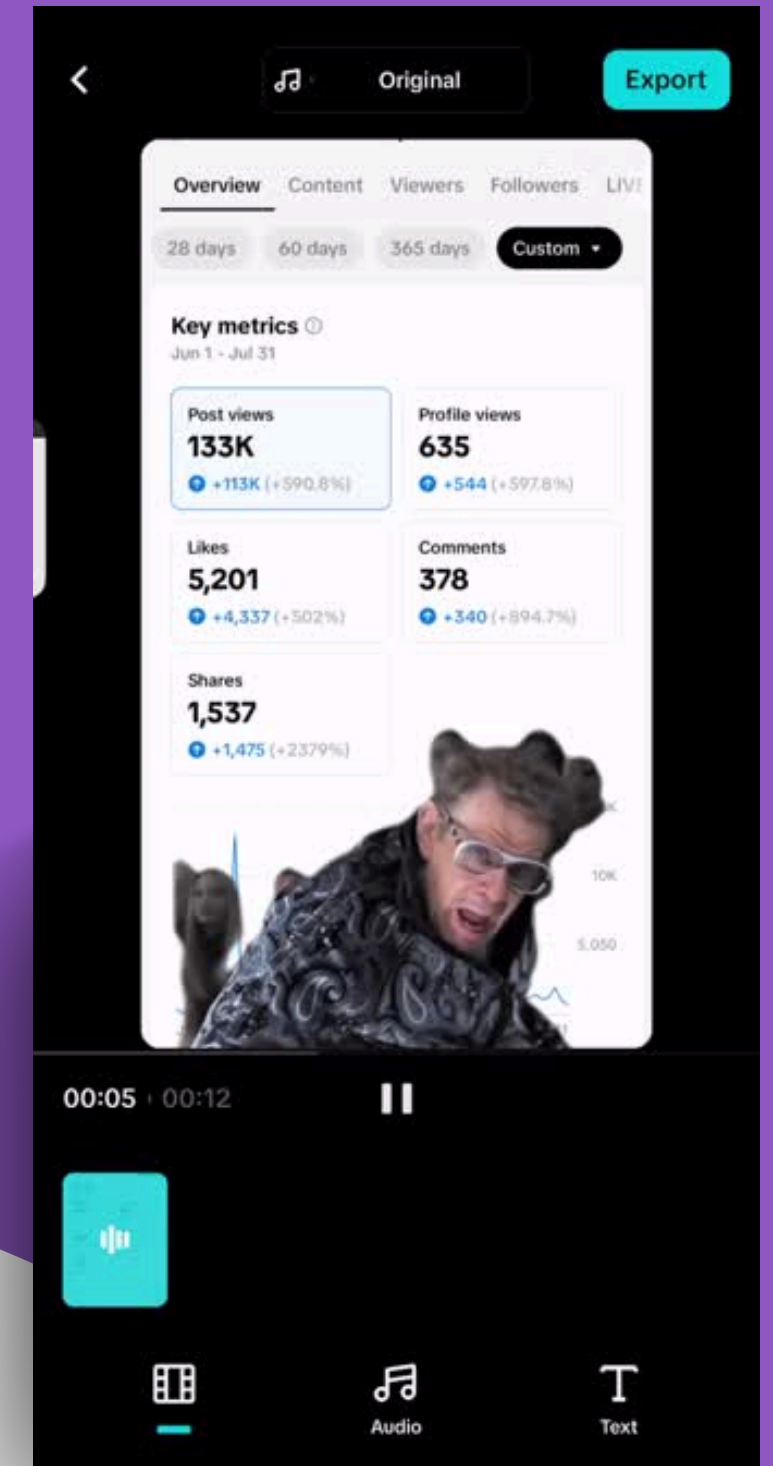 Original
Export
Overview Content Viewers Followers LIVE
28 days 60 days 365 days Custom
Key metrics
Jun 1 - Jul 31
Post views
133K
+113K (+590.8%)
Profile views
635
+544 (+597.8%)
Likes
5,201
+4,337 (+502%)
Comments
378
+340 (+894.7%)
Shares
1,537
+1,475 (+2379%)
10K
5,050
00:05 00:12
Audio
Text